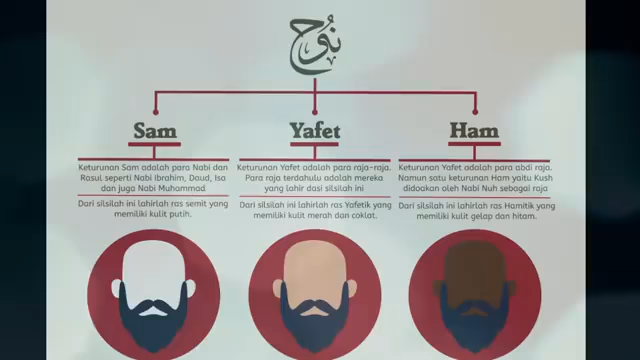 نُوح
Sam
Yafet
Ham
Keturunan Sam adalah para Nabi dan
Rasul seperti Nabi Ibrahim, Daud, Isa
dan juga Nabi Muhammad
Dari silsilah ini lahirlah ras semit yang
memiliki kulit putih.
Keturunan Yafet adalah para raja-raja.
Para raja terdahulu adalah mereka
yang lahir dasi silsilah ini
Dari silsilah ini lahirlah ras Yafetik yang
memiliki kulit merah dan coklat.
Keturunan Yafet adalah para abdi raja.
Namun satu keturunan Ham yaitu Kush
didoakan oleh Nabi Nuh sebagai raja
Dari silsilah ini lahirlah ras Hamitik yang
memiliki kulit gelap dan hitam.